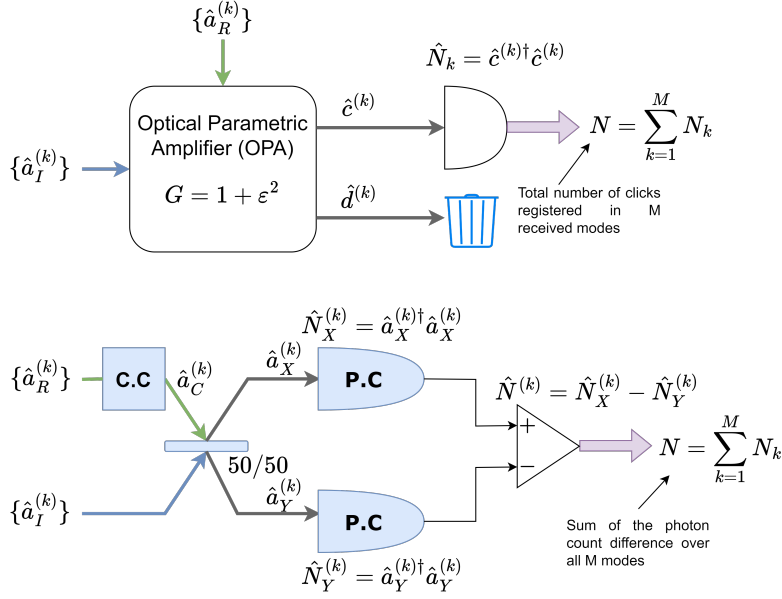 {â_R^(k)}
N̂_k = ĉ^(k)† ĉ^(k)
Optical Parametric
Amplifier (OPA)
G = 1 + ε²
{â_I^(k)}
ĉ^(k)
d̂^(k)
N = ∑_{k=1}^{M} N_k
Total number of clicks
registered in M
received modes
N̂_X^(k) = â_X^(k)† â_X^(k)
{â_R^(k)}
C.C
â_C^(k)
â_X^(k)
P.C
N̂^(k) = N̂_X^(k) − N̂_Y^(k)
+
−
N = ∑_{k=1}^{M} N_k
50/50
{â_I^(k)}
â_Y^(k)
P.C
N̂_Y^(k) = â_Y^(k)† â_Y^(k)
Sum of the photon
count difference over
all M modes